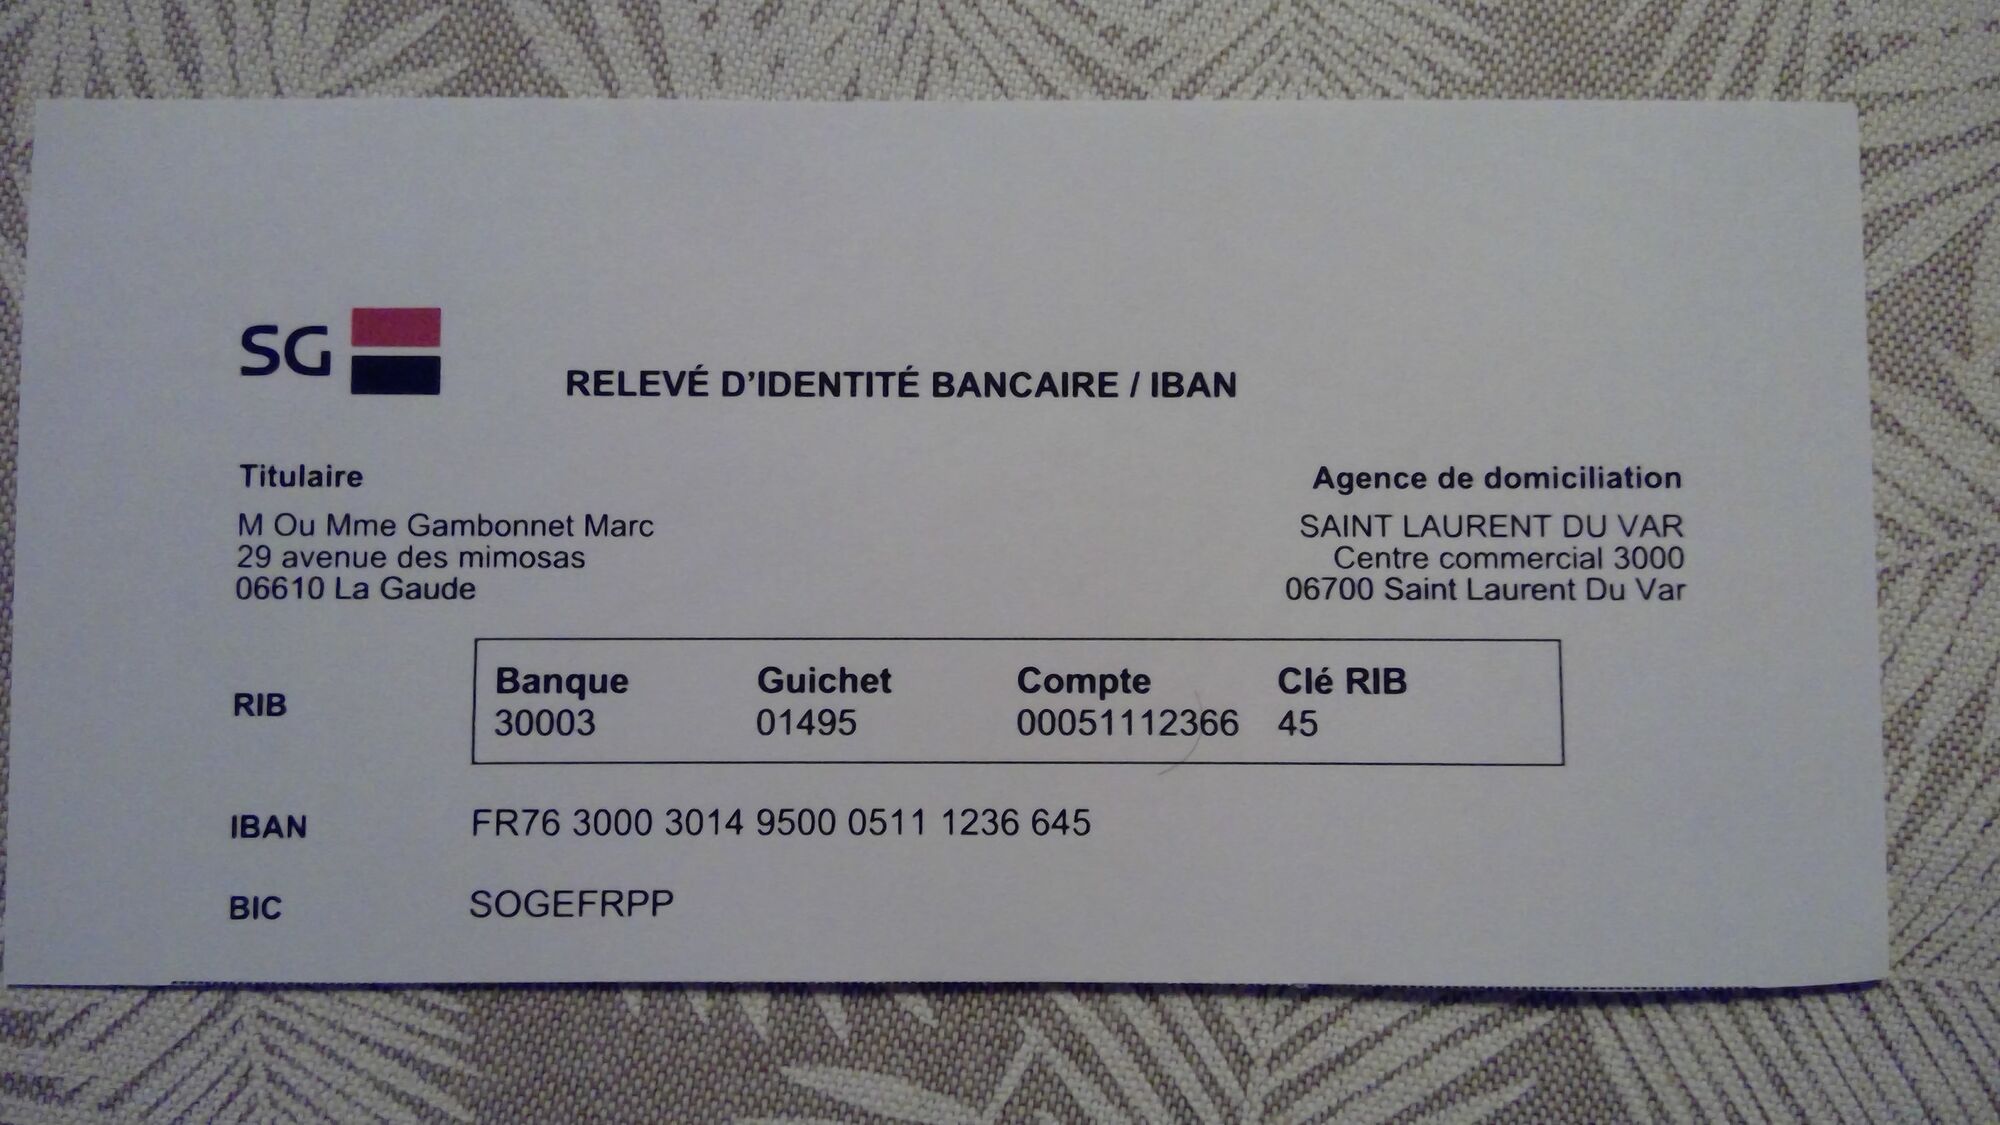 SG
RELEVÉ D'IDENTITÉ BANCAIRE / IBAN
Titulaire
M Ou Mme Gambonnet Marc
29 avenue des mimosas
06610 La Gaude
Agence de domiciliation
SAINT LAURENT DU VAR
Centre commercial 3000
06700 Saint Laurent Du Var
RIB
Banque Guichet Compte Clé RIB
30003 01495 00051112366 45
IBAN FR76 3000 3014 9500 0511 1236 645
BIC SOGEFRPP